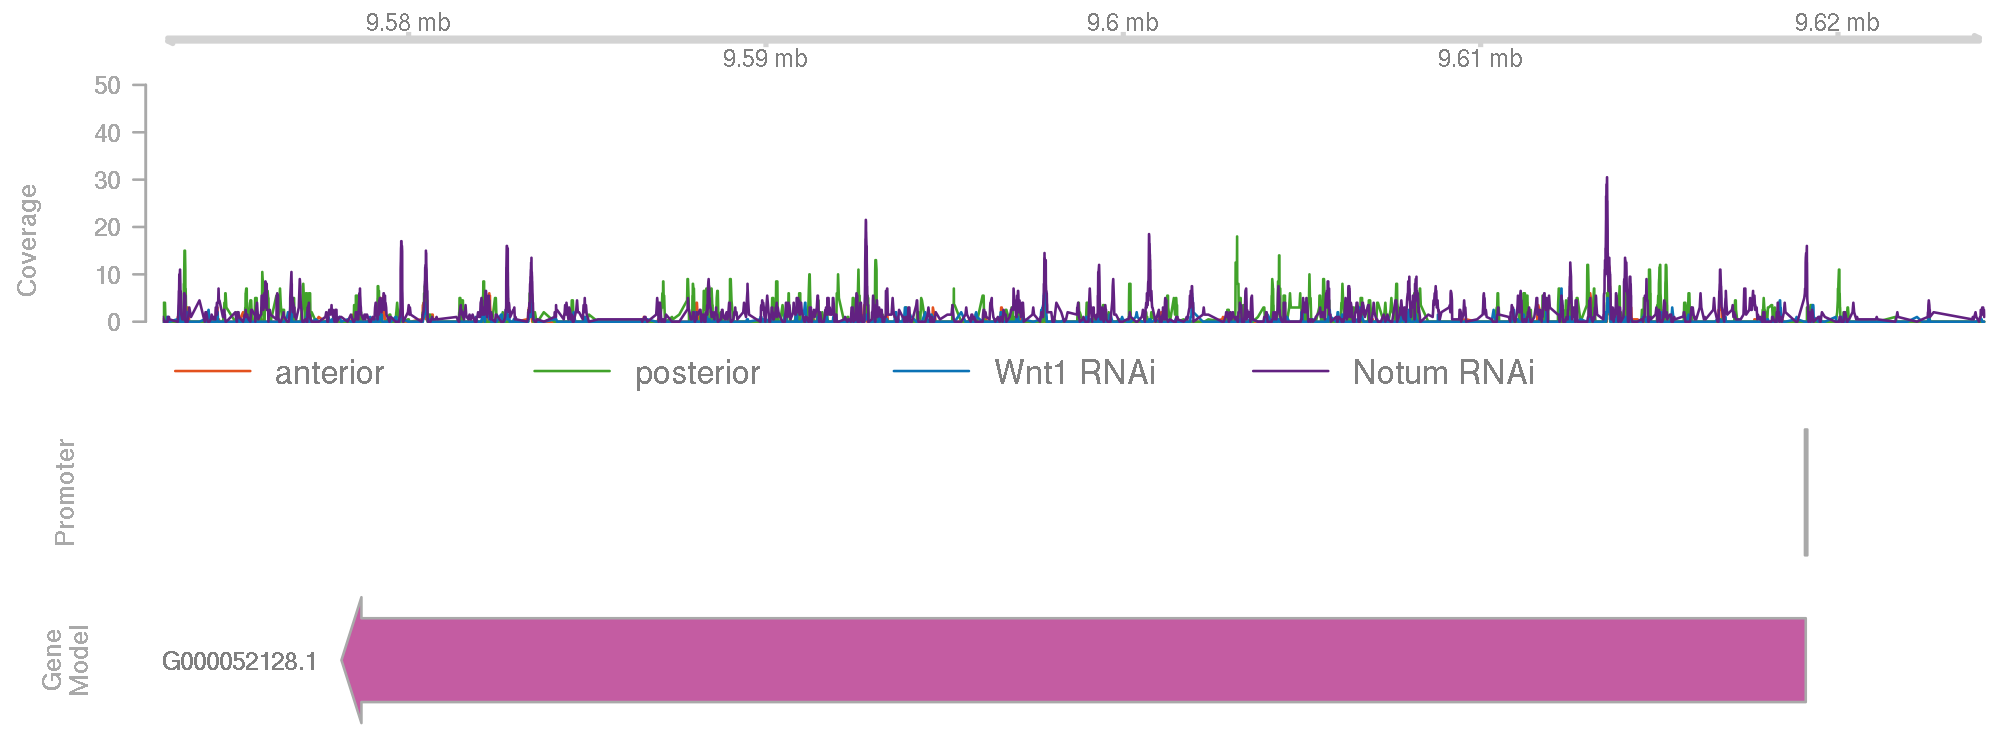 9.58 mb
9.6 mb
9.62 mb
9.59 mb
9.61 mb
50
40
30
20
10
0
Coverage
anterior
posterior
Wnt1 RNAi
Notum RNAi
Promoter
Gene
Model
G000052128.1